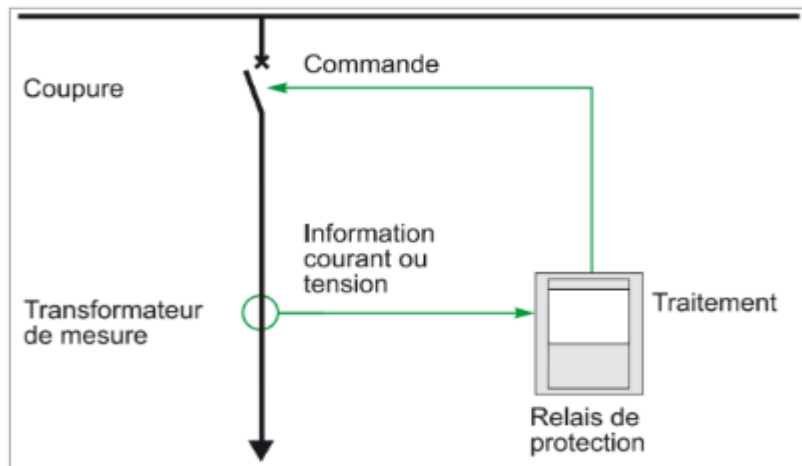 Commande
Coupure
Information
courant ou
tension
Transformateur
de mesure
Traitement
Relais de
protection